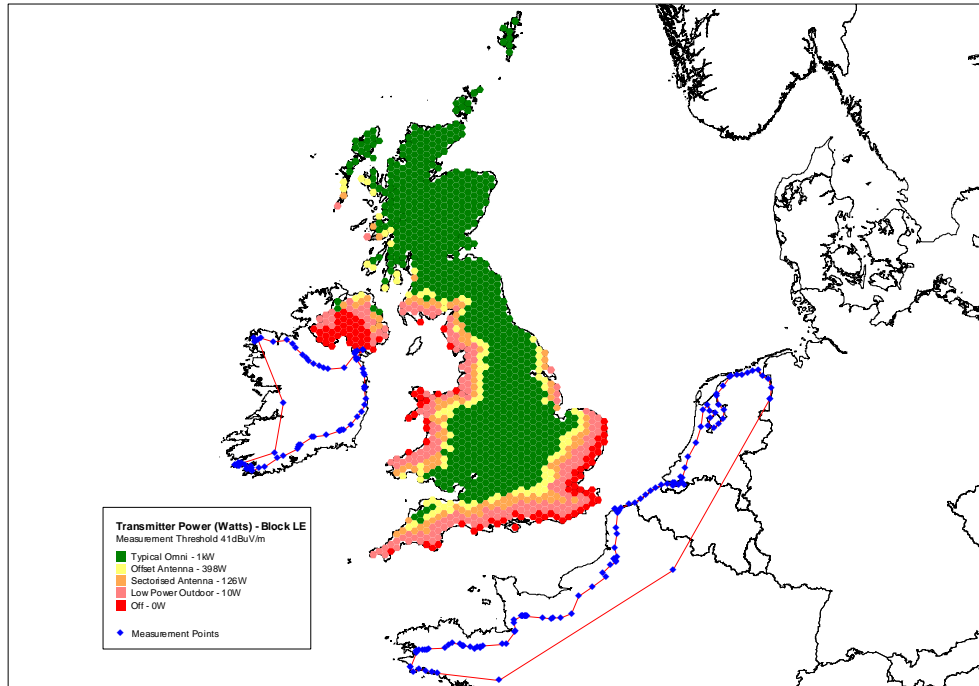 Transmitter Power (Watts) - Block LE
Measurement Threshold 41dBuV/m
Typical Omni - 1kW
Offset Antenna - 398W
Sectorised Antenna - 126W
Low Power Outdoor - 10W
Off - 0W
Measurement Points